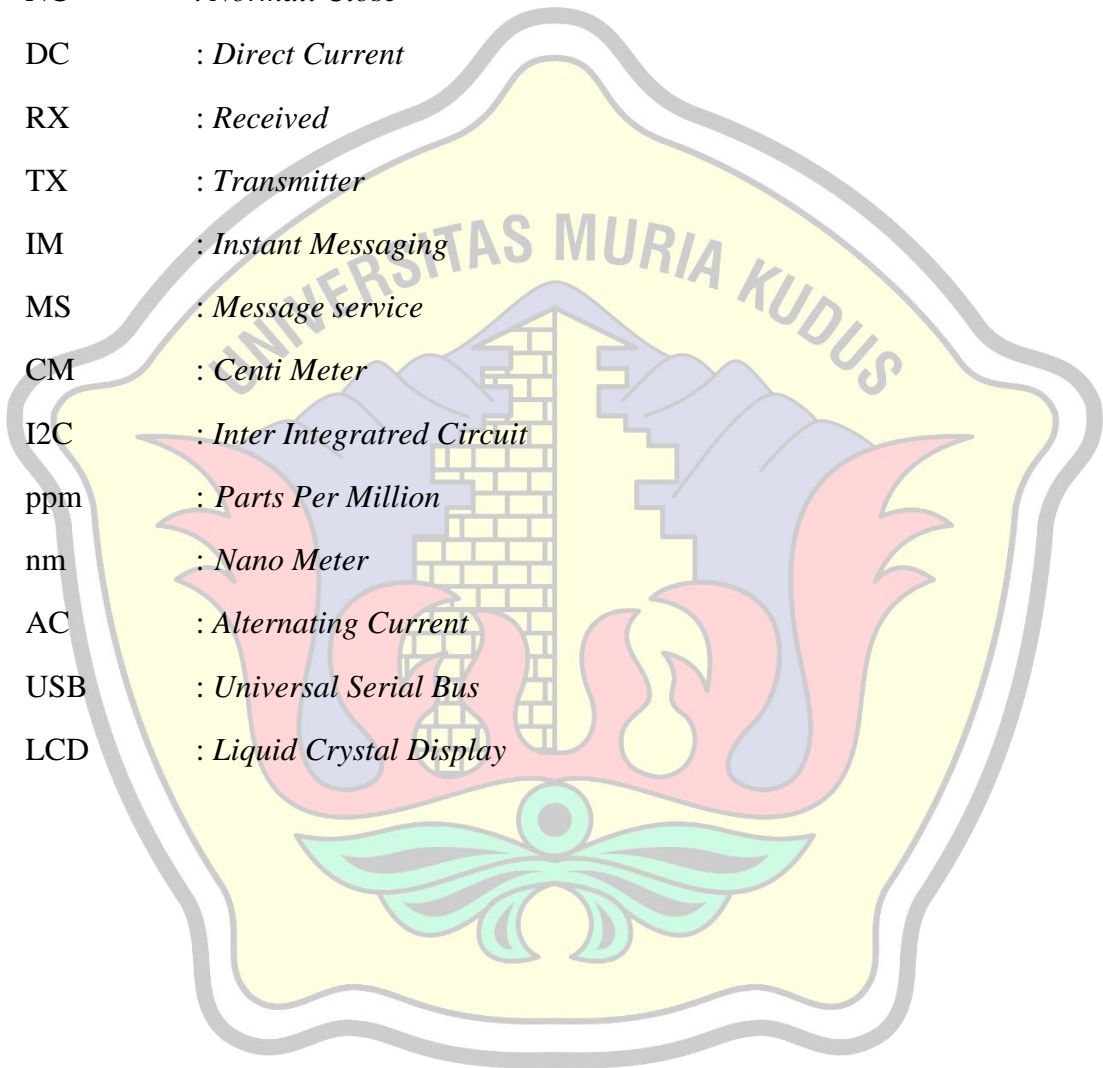 DC : Direct Current
RX : Received
TX : Transmitter
IM : Instant Messaging
MS : Message service
CM : Centi Meter
I2C : Inter Integratred Circuit
ppm : Parts Per Million
nm : Nano Meter
AC : Alternating Current
USB : Universal Serial Bus
LCD : Liquid Crystal Display
UNIVERSITAS MURIA KUDUS